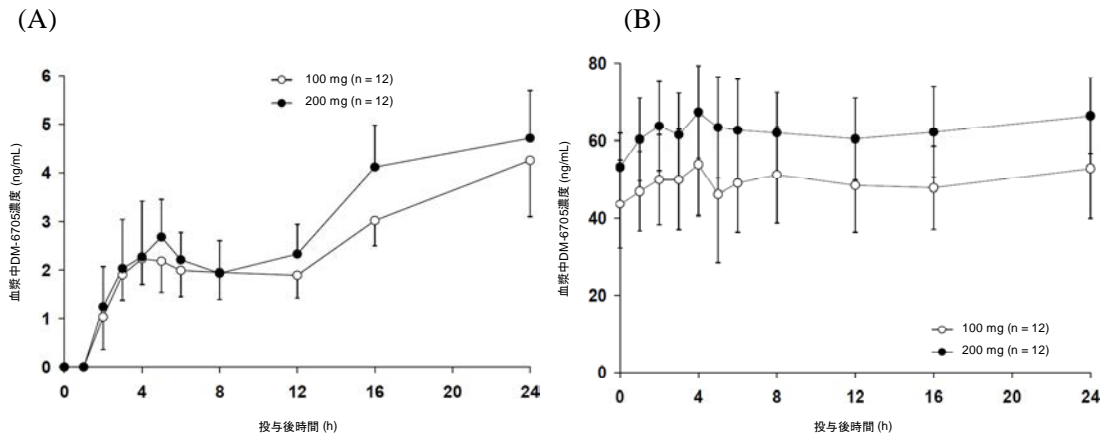 (A)
(B)
血漿中DM-6705濃度 (ng/mL)
6
5
4
3
2
1
0
100 mg (n = 12)
200 mg (n = 12)
0 4 8 12 16 20 24
投与後時間 (h)
血漿中DM-6705濃度 (ng/mL)
80
60
40
20
0
100 mg (n = 12)
200 mg (n = 12)
0 4 8 12 16 20 24
投与後時間 (h)